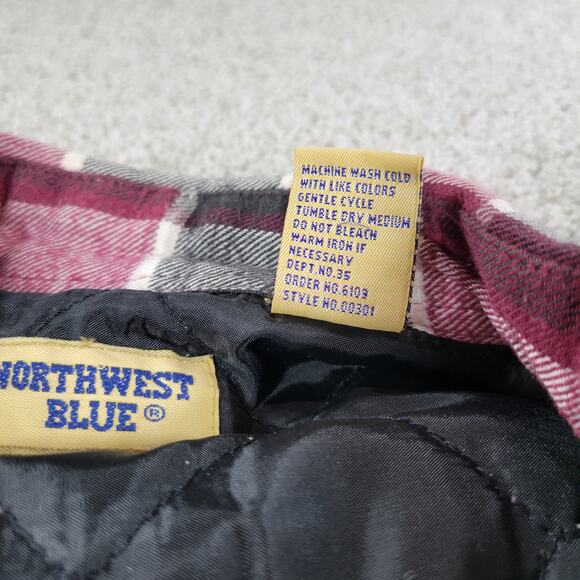 MACHINE WASH COLD
WITH LIKE COLORS
GENTLE CYCLE
TUMBLE DRY MEDIUM
DO NOT BLEACH
WARM IRON IF
NECESSARY
DEPT.NO.35
ORDER NO.6109
STYLE NO.00301
NORTHWEST
BLUE®